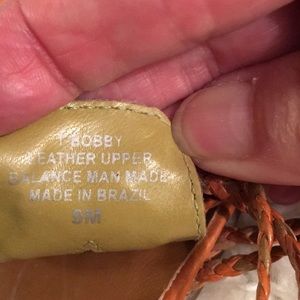 T-BOBBY
LEATHER UPPER
BALANCE MAN MADE
MADE IN BRAZIL
9M